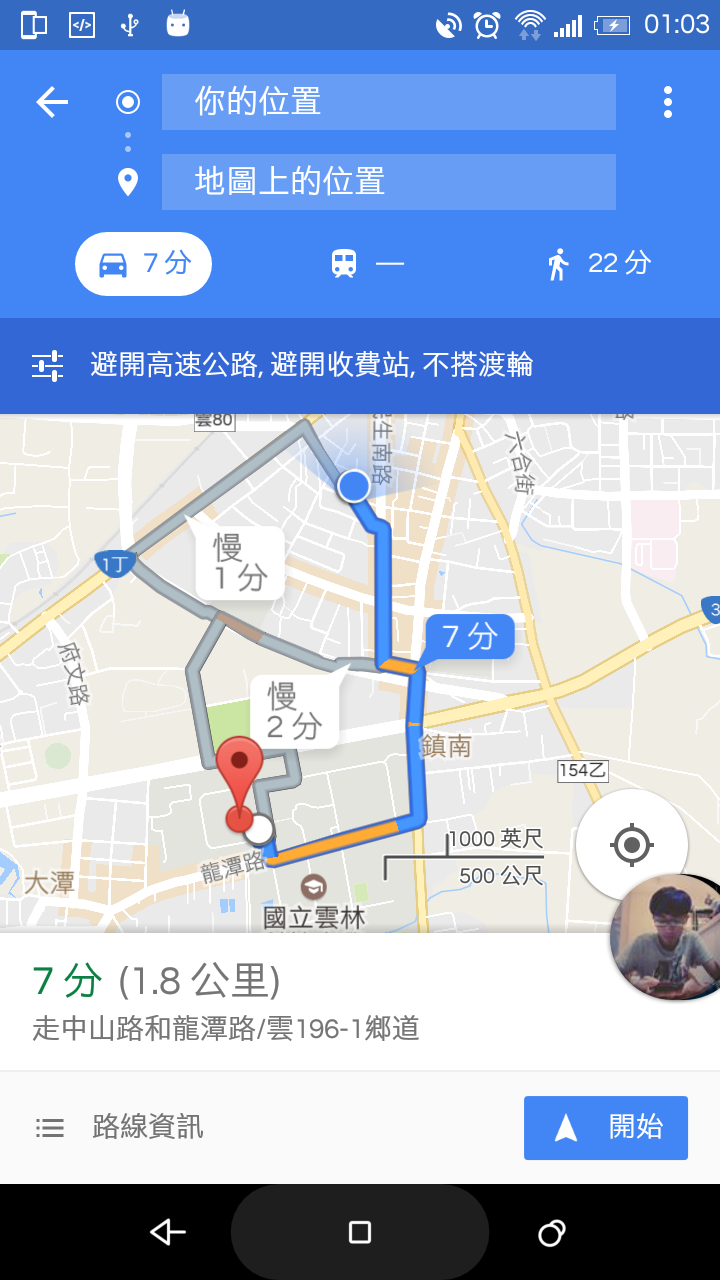 01:03
你的位置
地圖上的位置
7 分
—
22 分
避開高速公路, 避開收費站, 不搭渡輪
雲80
生南路
六合街
慢
1 分
1丁
3
7 分
府文路
慢
2 分
鎮南
154乙
1000 英尺
500 公尺
龍潭路
大潭
國立雲林
7 分 (1.8 公里)
走中山路和龍潭路/雲196-1鄉道
路線資訊
開始